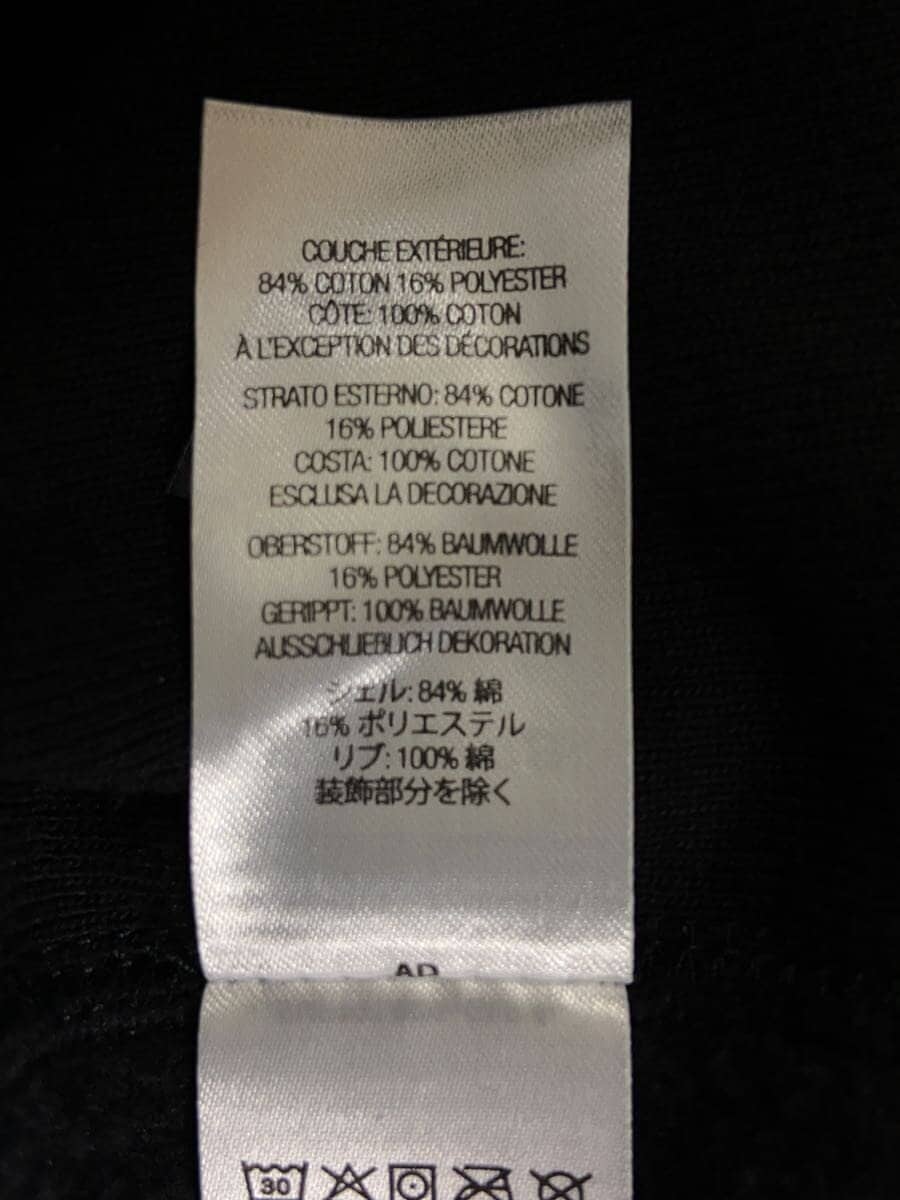 COUCHE EXTÉRIEURE:
84% COTON 16% POLYESTER
CÔTE: 100% COTON
À L'EXCEPTION DES DÉCORATIONS
STRATO ESTERNO: 84% COTONE
16% POLIESTERE
COSTA: 100% COTONE
ESCLUSA LA DECORAZIONE
OBERSTOFF: 84% BAUMWOLLE
16% POLYESTER
GERIPPT: 100% BAUMWOLLE
AUSSCHLIEßLICH DEKORATION
シェル: 84% 綿
16% ポリエステル
リブ: 100% 綿
装飾部分を除く
AD
30